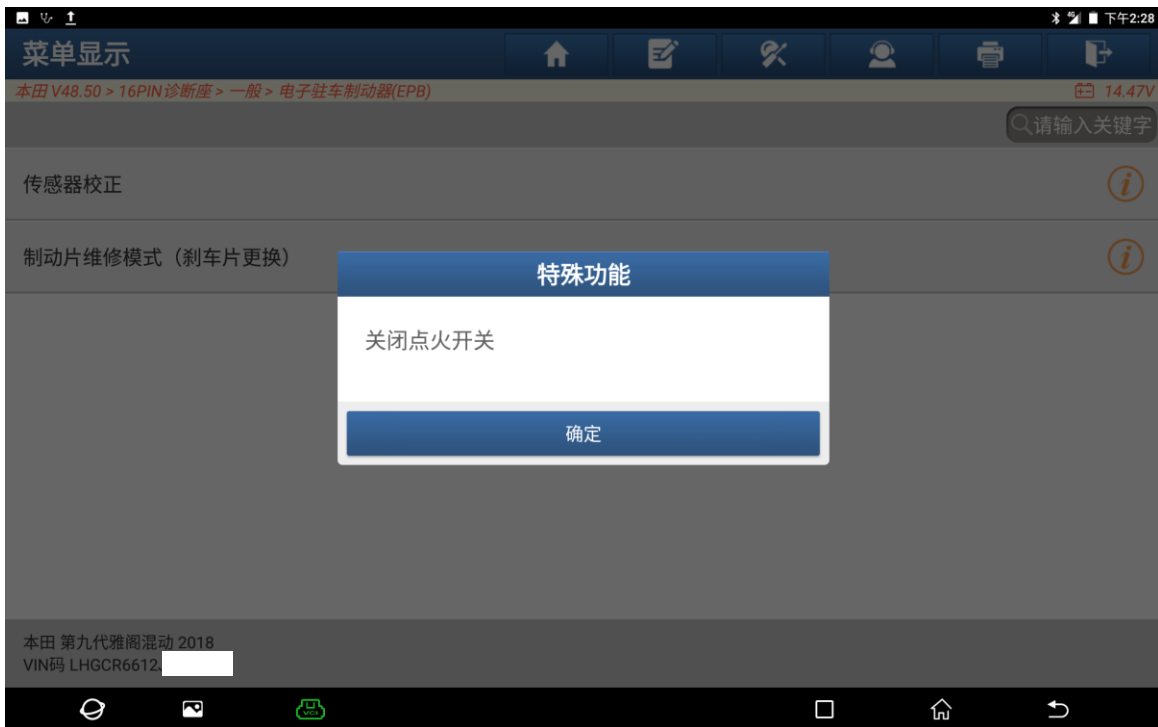 下午2:28
菜单显示
本田 V48.50 > 16PIN诊断座 > 一般 > 电子驻车制动器(EPB)
14.47V
请输入关键字
传感器校正
制动片维修模式（刹车片更换）
特殊功能
关闭点火开关
确定
本田 第九代雅阁混动 2018
VIN码 LHGCR6612J
VCI